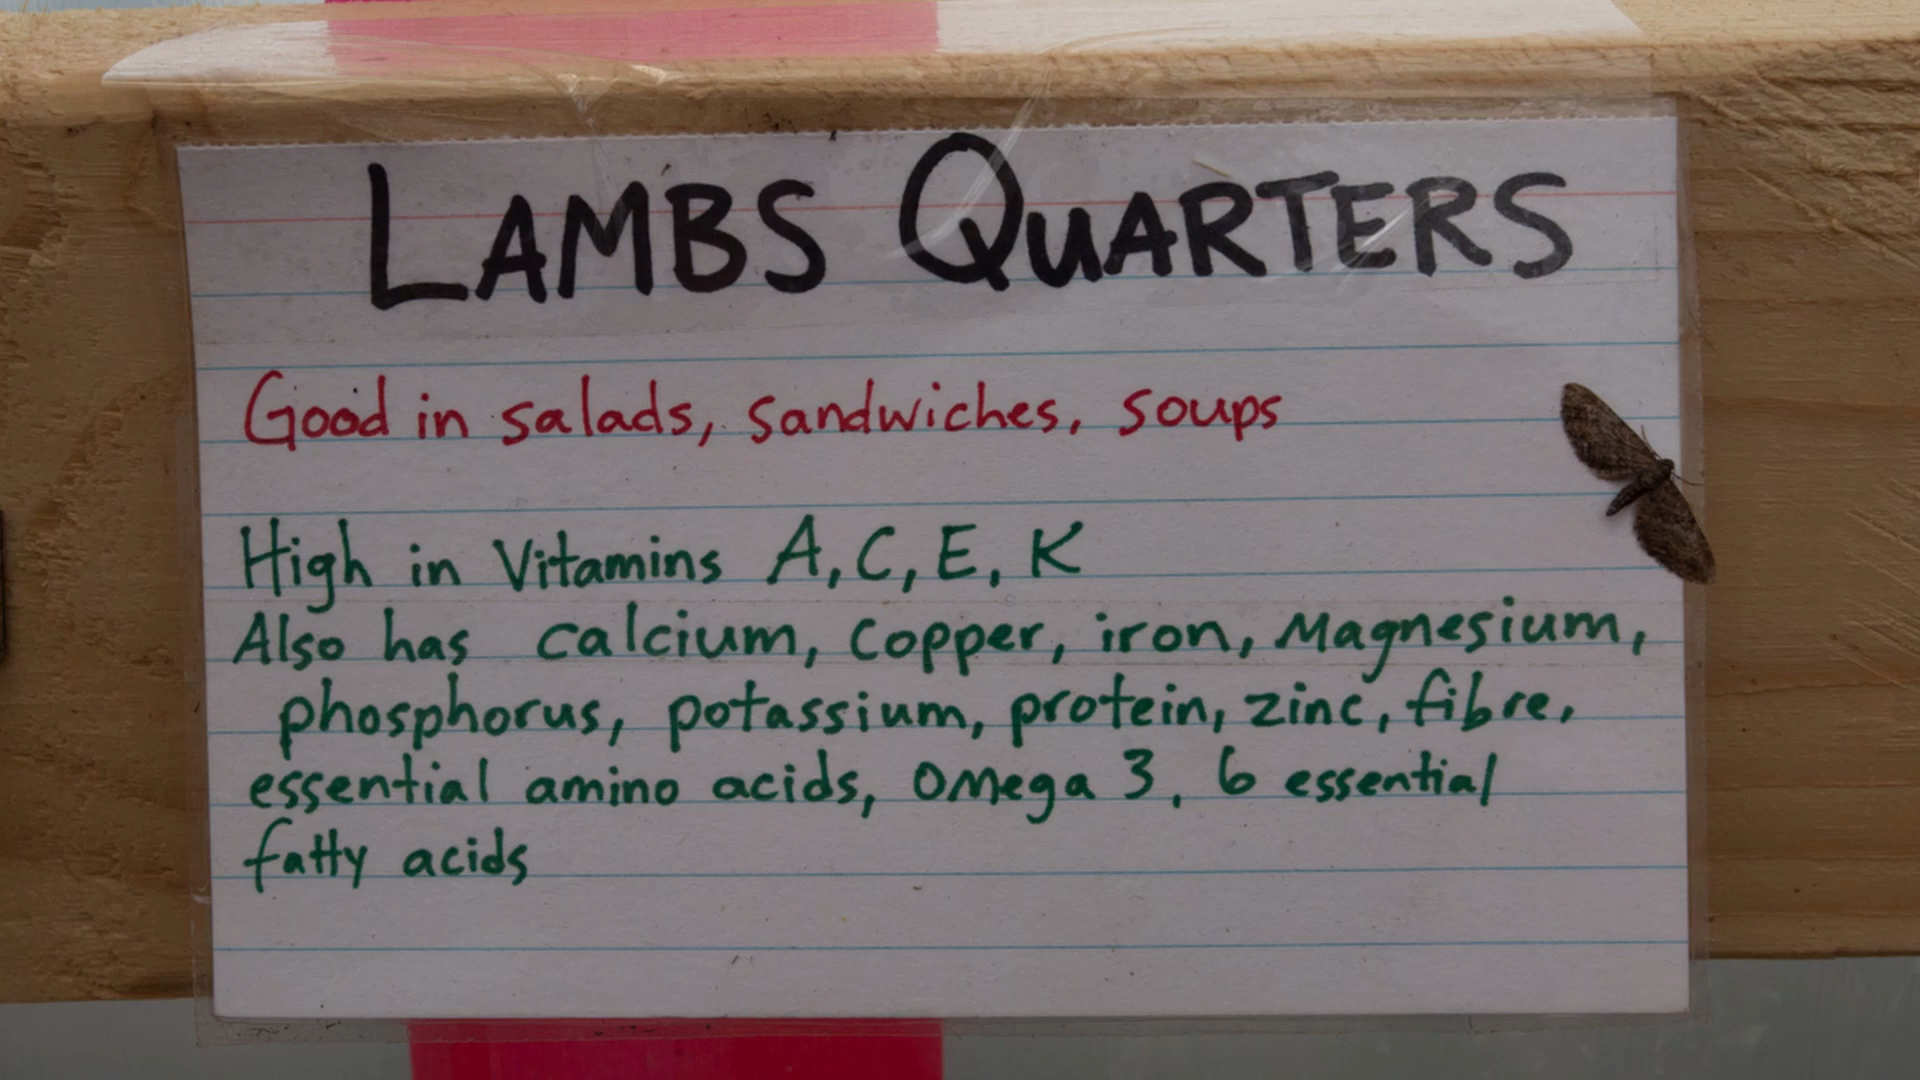 LAMBS QUARTERS
Good in salads, sandwiches, soups
High in Vitamins A, C, E, K
Also has calcium, copper, iron, Magnesium,
phosphorus, potassium, protein, zinc, fibre,
essential amino acids, omega 3, 6 essential
fatty acids